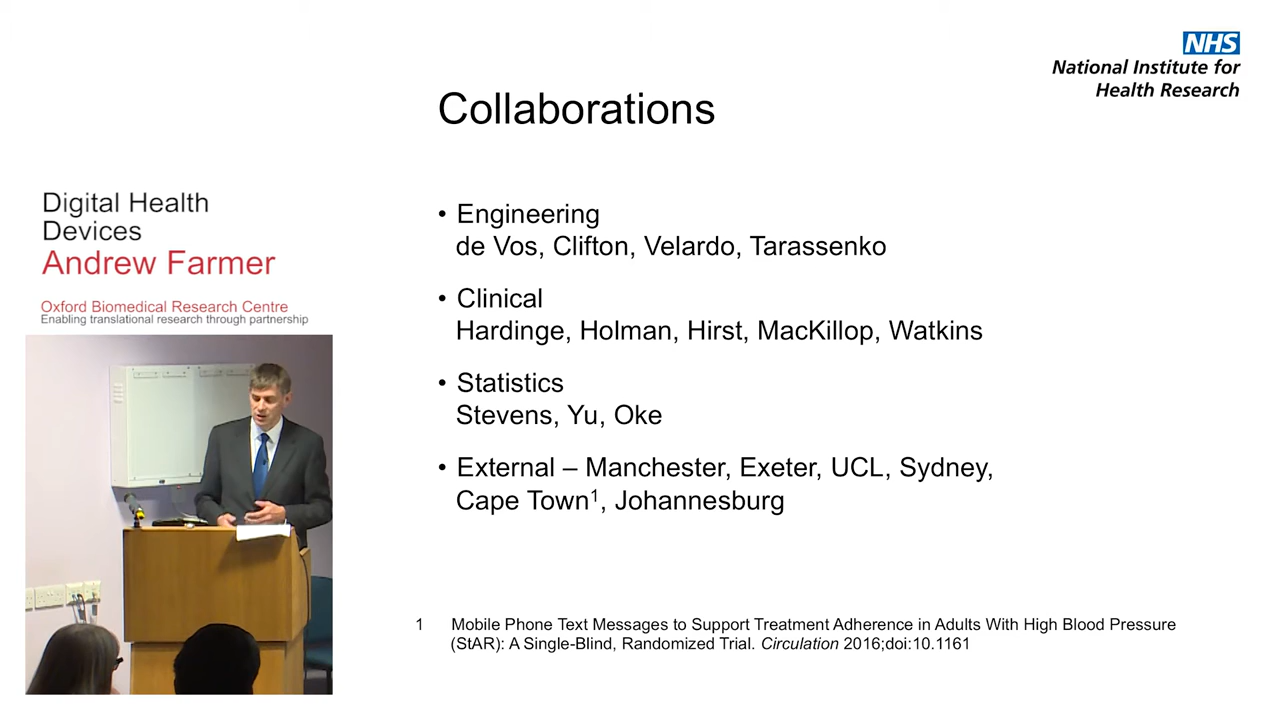 NHS
National Institute for
Health Research
Collaborations
Digital Health
Devices
Andrew Farmer
Oxford Biomedical Research Centre
Enabling translational research through partnership
• Engineering
de Vos, Clifton, Velardo, Tarassenko
• Clinical
Hardinge, Holman, Hirst, MacKillop, Watkins
• Statistics
Stevens, Yu, Oke
• External – Manchester, Exeter, UCL, Sydney,
Cape Town¹, Johannesburg
1 Mobile Phone Text Messages to Support Treatment Adherence in Adults With High Blood Pressure
(StAR): A Single-Blind, Randomized Trial. Circulation 2016;doi:10.1161